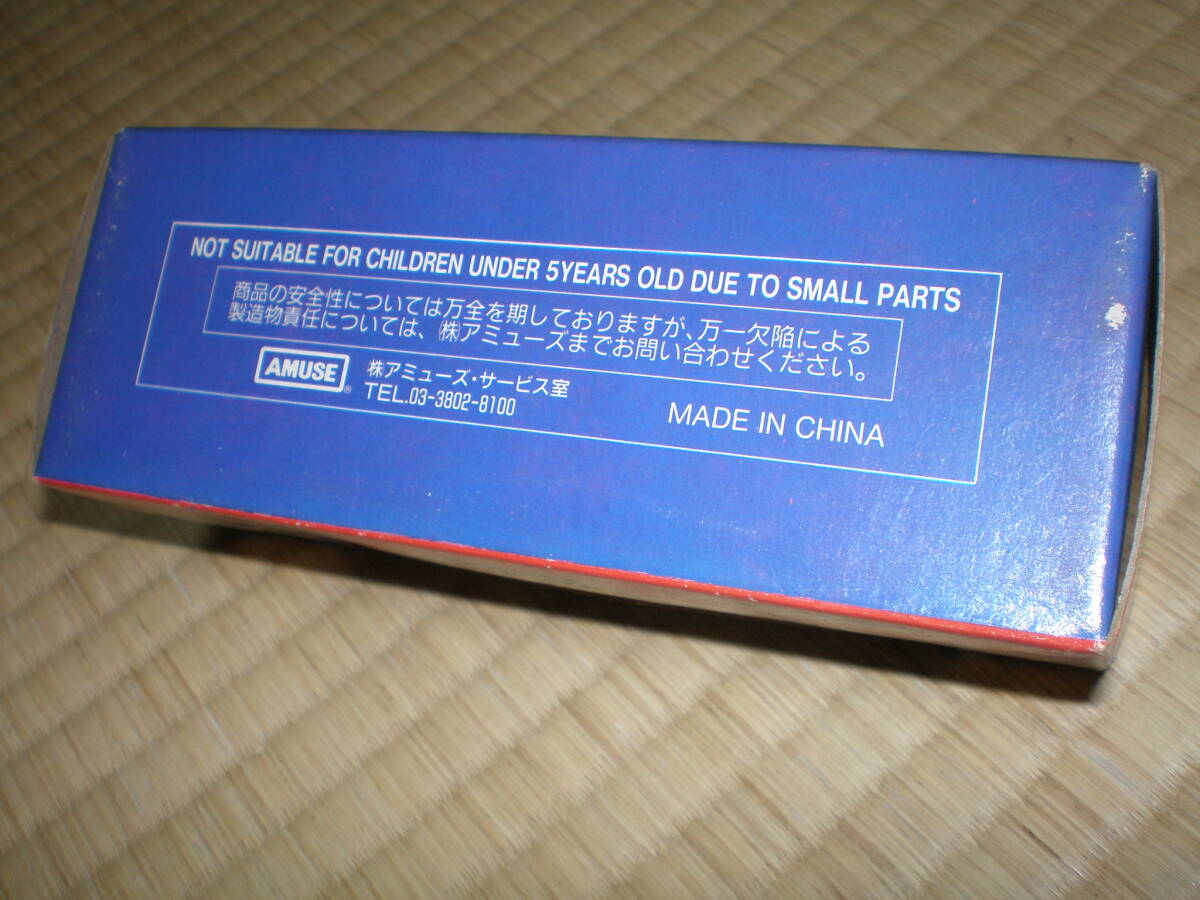 NOT SUITABLE FOR CHILDREN UNDER 5YEARS OLD DUE TO SMALL PARTS
商品の安全性については万全を期しておりますが、万一欠陥による
製造物責任については、㈱アミューズまでお問い合わせください。
AMUSE®
㈱アミューズ・サービス室
TEL.03-3802-8100
MADE IN CHINA